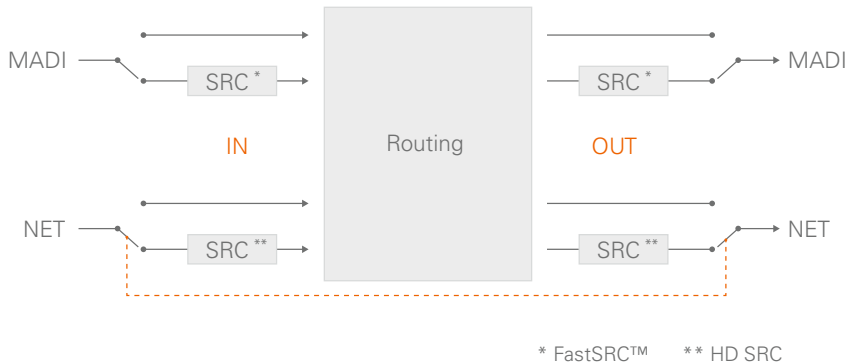 MADI
SRC *
SRC *
MADI
IN
Routing
OUT
NET
SRC **
SRC **
NET
* FastSRC™ ** HD SRC